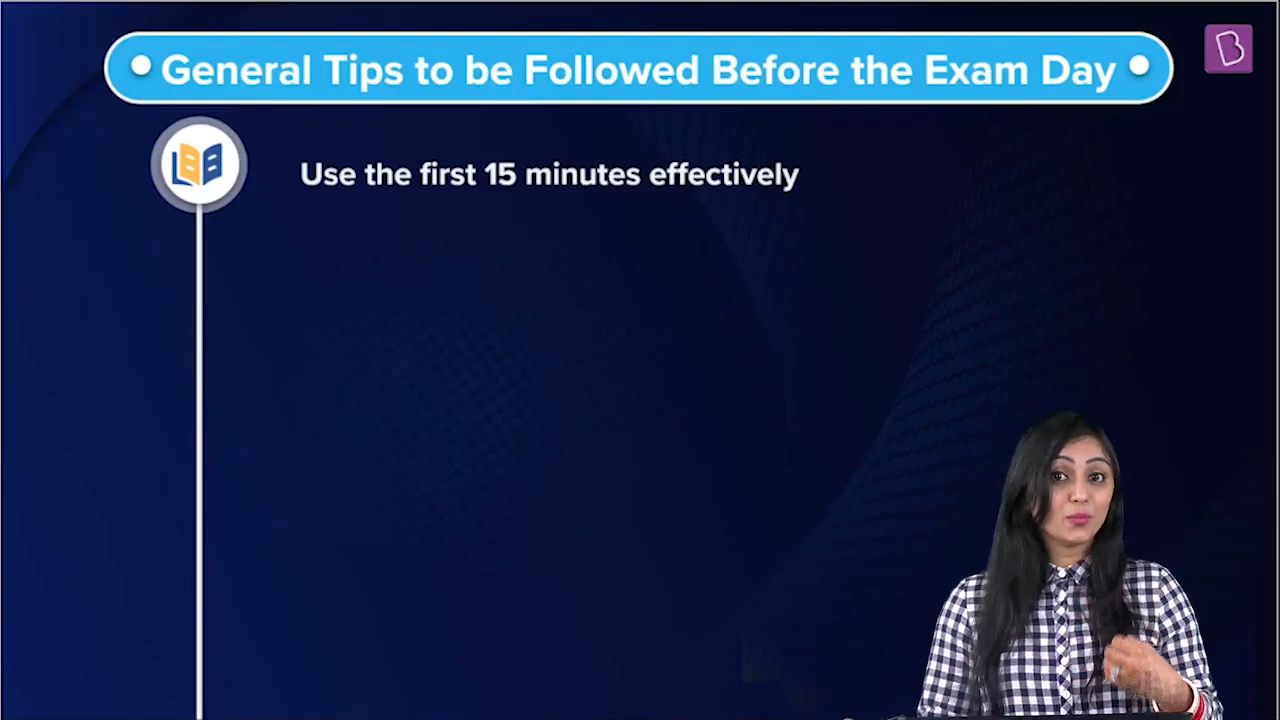 General Tips to be Followed Before the Exam Day
Use the first 15 minutes effectively